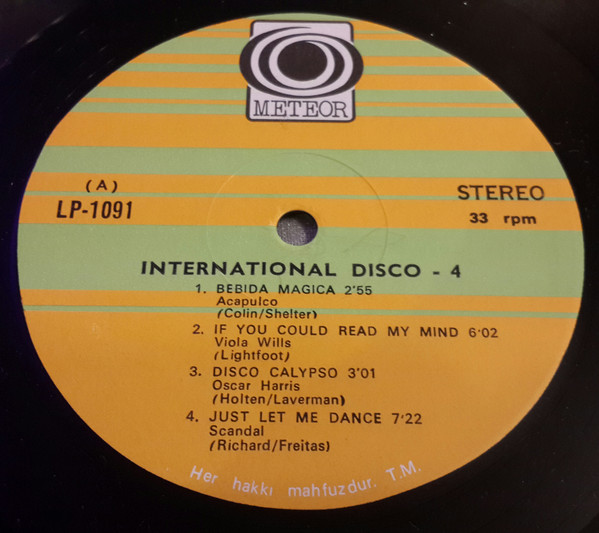 METEOR
(A)
LP-1091
STEREO
33 rpm
INTERNATIONAL DISCO - 4
1. BEBIDA MAGICA 2'55
Acapulco
(Colin/Shelter)
2. IF YOU COULD READ MY MIND 6'02
Viola Wills
(Lightfoot)
3. DISCO CALYPSO 3'01
Oscar Harris
(Holten/Laverman)
4. JUST LET ME DANCE 7'22
Scandal
(Richard/Freitas)
Her hakkı mahfuzdur. T.M.